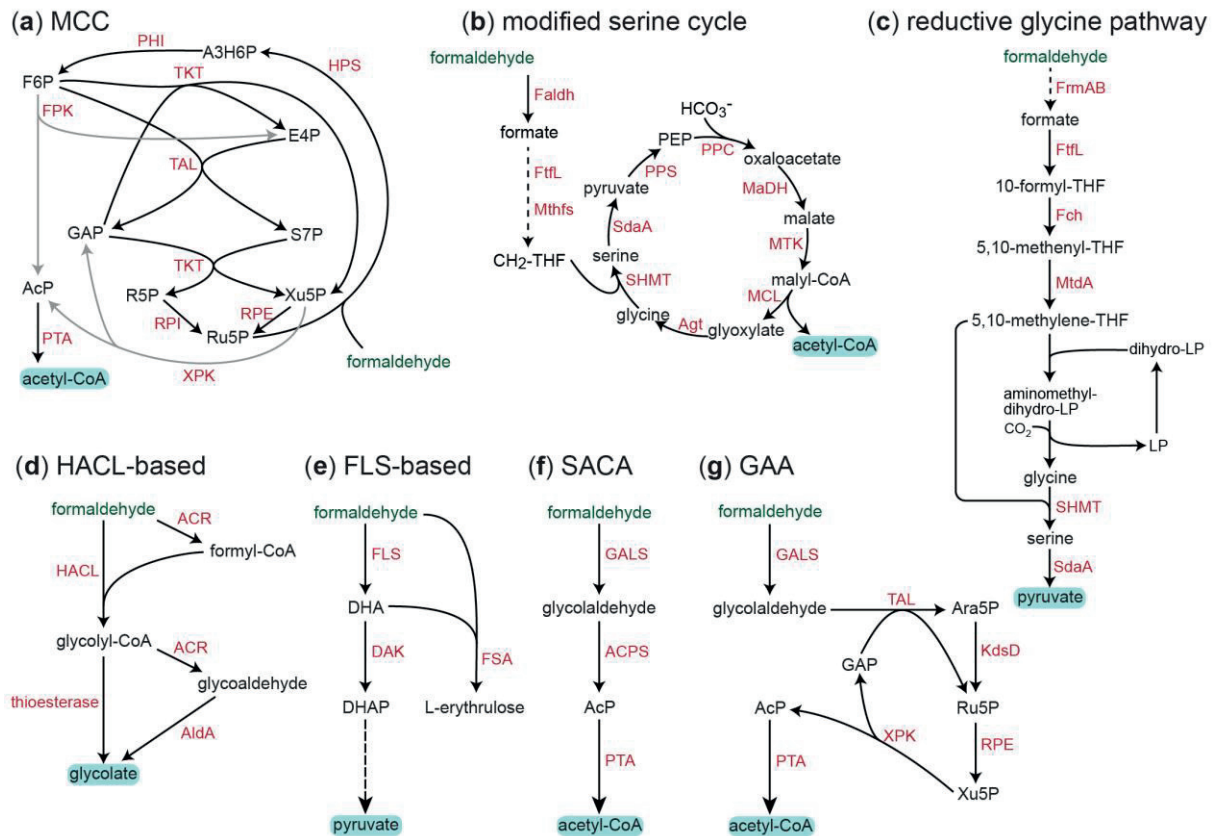 (a) MCC
PHI
A3H6P
TKT
HPS
F6P
FPK
E4P
TAL
GAP
S7P
TKT
AcP
R5P
Xu5P
RPI
RPE
Ru5P
PTA
acetyl-CoA
XPK
formaldehyde
(b) modified serine cycle
formaldehyde
Faldh
formate
FtfL
Mthfs
CH2-THF
HCO₃⁻
PEP
PPC
oxaloacetate
PPS
MaDH
pyruvate
malate
SdaA
MTK
serine
malyl-CoA
SHMT
MCL
glycine
Agt
glyoxylate
acetyl-CoA
(c) reductive glycine pathway
formaldehyde
FrmAB
formate
FtfL
10-formyl-THF
Fch
5,10-methenyl-THF
MtdA
5,10-methylene-THF
dihydro-LP
aminomethyl-
dihydro-LP
CO₂
LP
glycine
SHMT
serine
SdaA
pyruvate
(d) HACL-based
formaldehyde
ACR
formyl-CoA
HACL
glycolyl-CoA
ACR
glycoaldehyde
thioesterase
AldA
glycolate
(e) FLS-based
formaldehyde
FLS
DHA
DAK
FSA
DHAP
L-erythrulose
pyruvate
(f) SACA
formaldehyde
GALS
glycolaldehyde
ACPS
AcP
PTA
acetyl-CoA
(g) GAA
formaldehyde
GALS
glycolaldehyde
TAL
Ara5P
KdsD
GAP
Ru5P
AcP
XPK
RPE
PTA
Xu5P
acetyl-CoA